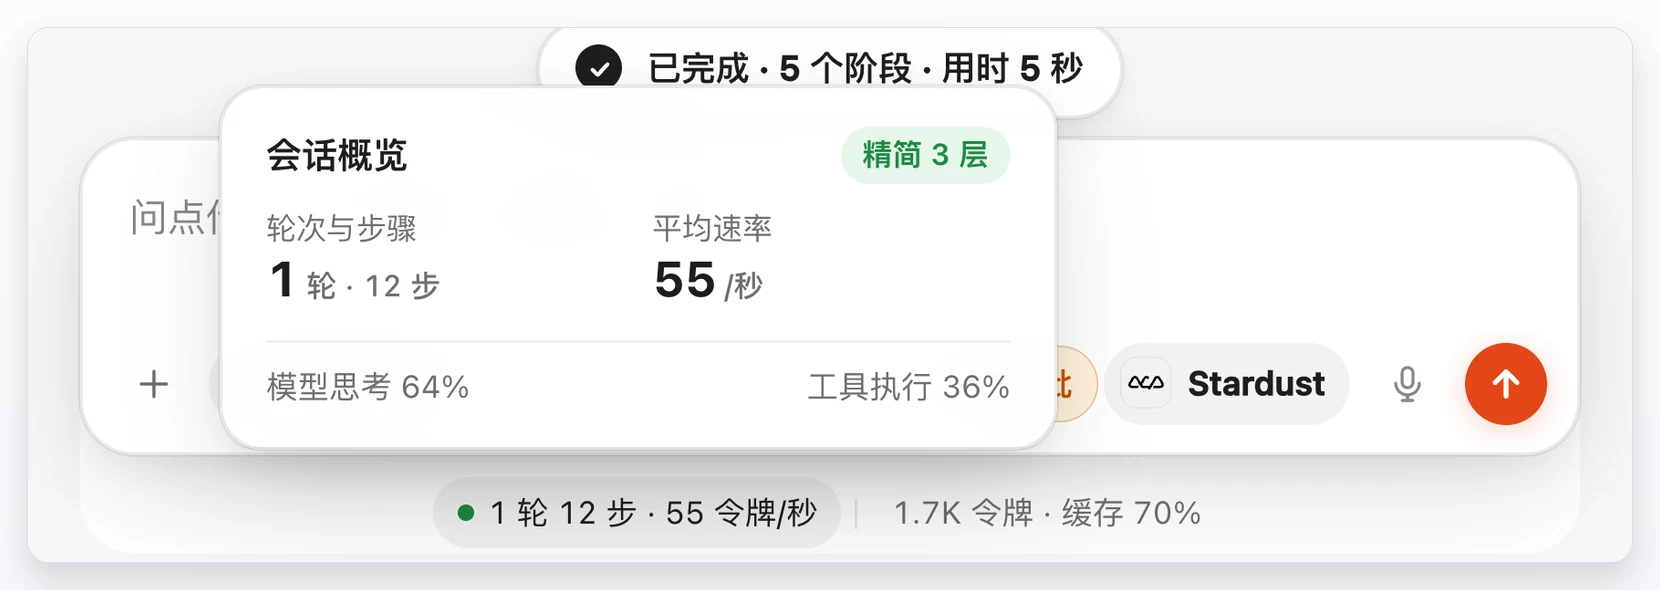 已完成 · 5 个阶段 · 用时 5 秒
会话概览
精简 3 层
问点
轮次与步骤
平均速率
1 轮 · 12 步
55 /秒
模型思考 64%
工具执行 36%
Stardust
1 轮 12 步 · 55 令牌/秒
1.7K 令牌 · 缓存 70%